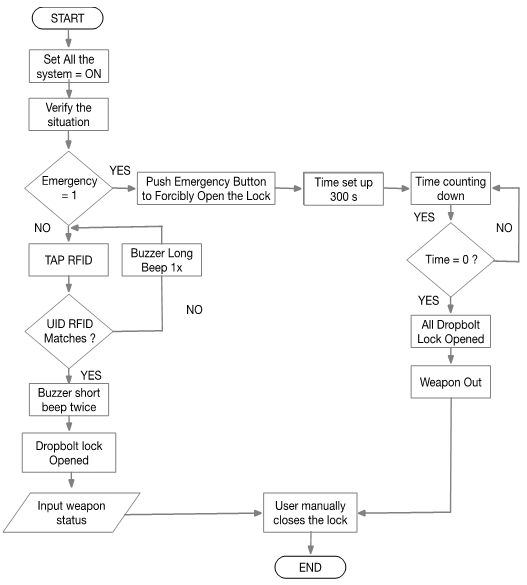 START
Set All the
system = ON
Verify the
situation
Emergency
= 1
YES
Push Emergency Button
to Forcibly Open the Lock
Time set up
300 s
Time counting
down
YES
NO
Time = 0 ?
YES
All Dropbolt
Lock Opened
Weapon Out
NO
TAP RFID
Buzzer Long
Beep 1x
NO
UID RFID
Matches ?
YES
Buzzer short
beep twice
Dropbolt lock
Opened
Input weapon
status
User manually
closes the lock
END